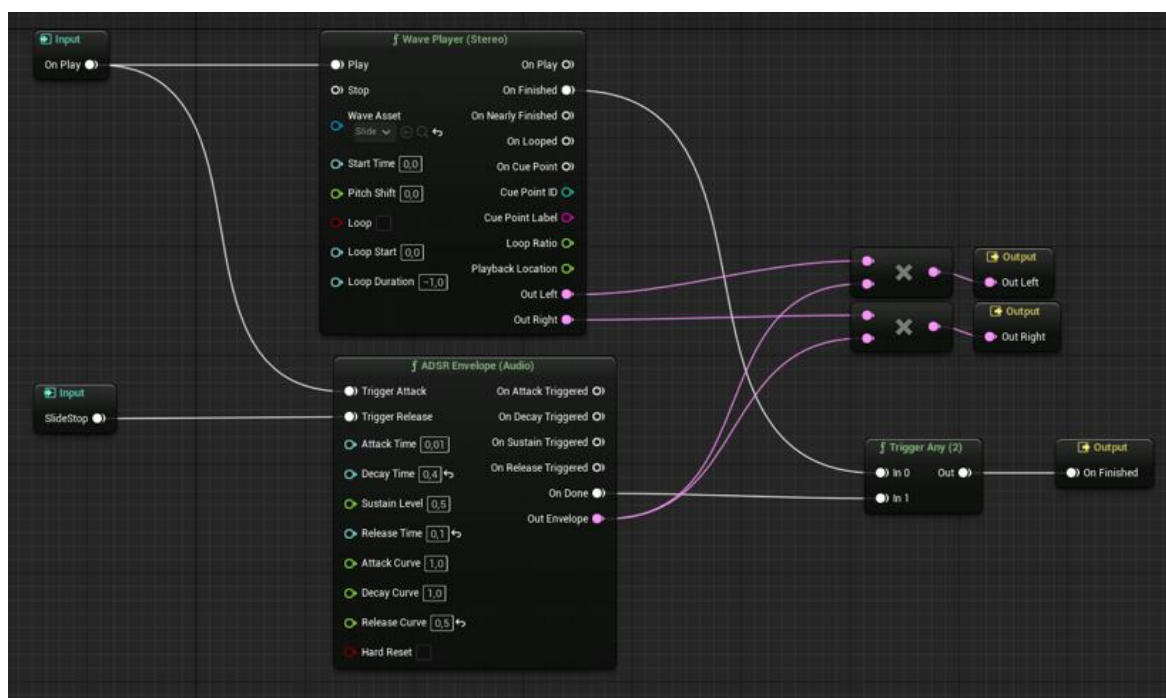 Input
On Play
f Wave Player (Stereo)
Play
On Play
Stop
On Finished
Wave Asset
Slide
On Nearly Finished
On Looped
Start Time 0,0
On Cue Point
Pitch Shift 0,0
Cue Point ID
Loop
Cue Point Label
Loop Start 0,0
Loop Ratio
Loop Duration -1,0
Playback Location
Out Left
Out Right
Output
Out Left
Output
Out Right
f ADSR Envelope (Audio)
Input
SlideStop
Trigger Attack
On Attack Triggered
Trigger Release
On Decay Triggered
Attack Time 0,01
On Sustain Triggered
Decay Time 0,4
On Release Triggered
Sustain Level 0,5
On Done
Release Time 0,1
Out Envelope
Attack Curve 1,0
Decay Curve 1,0
Release Curve 0,5
Hard Reset
f Trigger Any (2)
In 0
Out
In 1
Output
On Finished